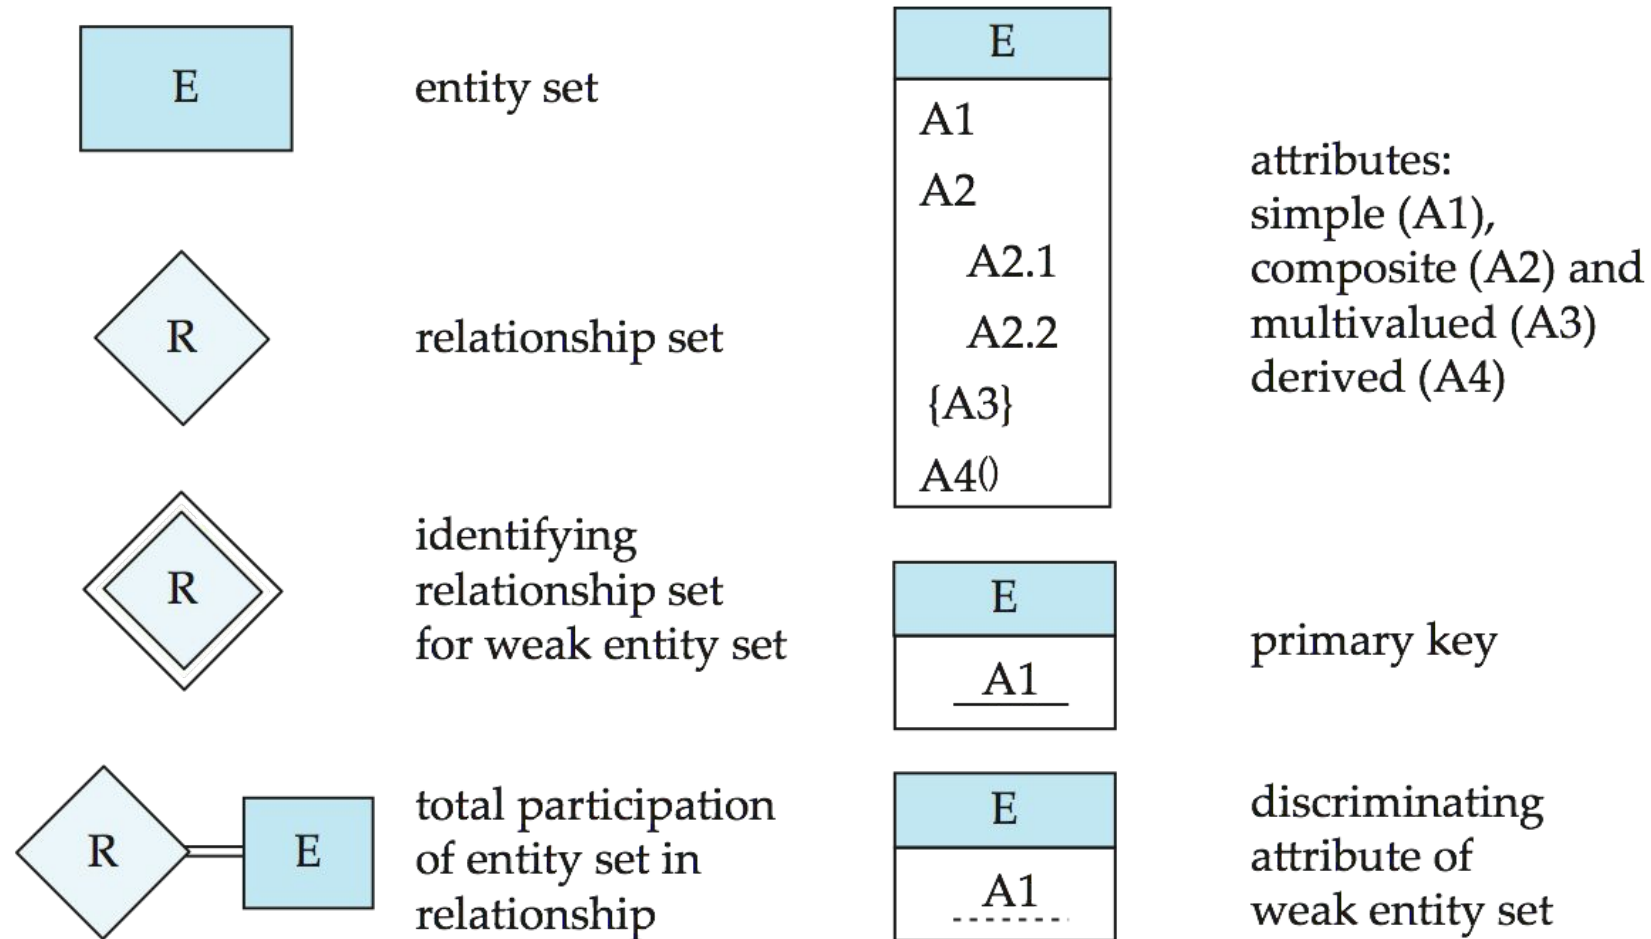 E
entity set
R
relationship set
R
identifying
relationship set
for weak entity set
R
E
total participation
of entity set in
relationship
E
A1
A2
A2.1
A2.2
{A3}
A4()
attributes:
simple (A1),
composite (A2) and
multivalued (A3)
derived (A4)
E
A1
primary key
E
A1
discriminating
attribute of
weak entity set